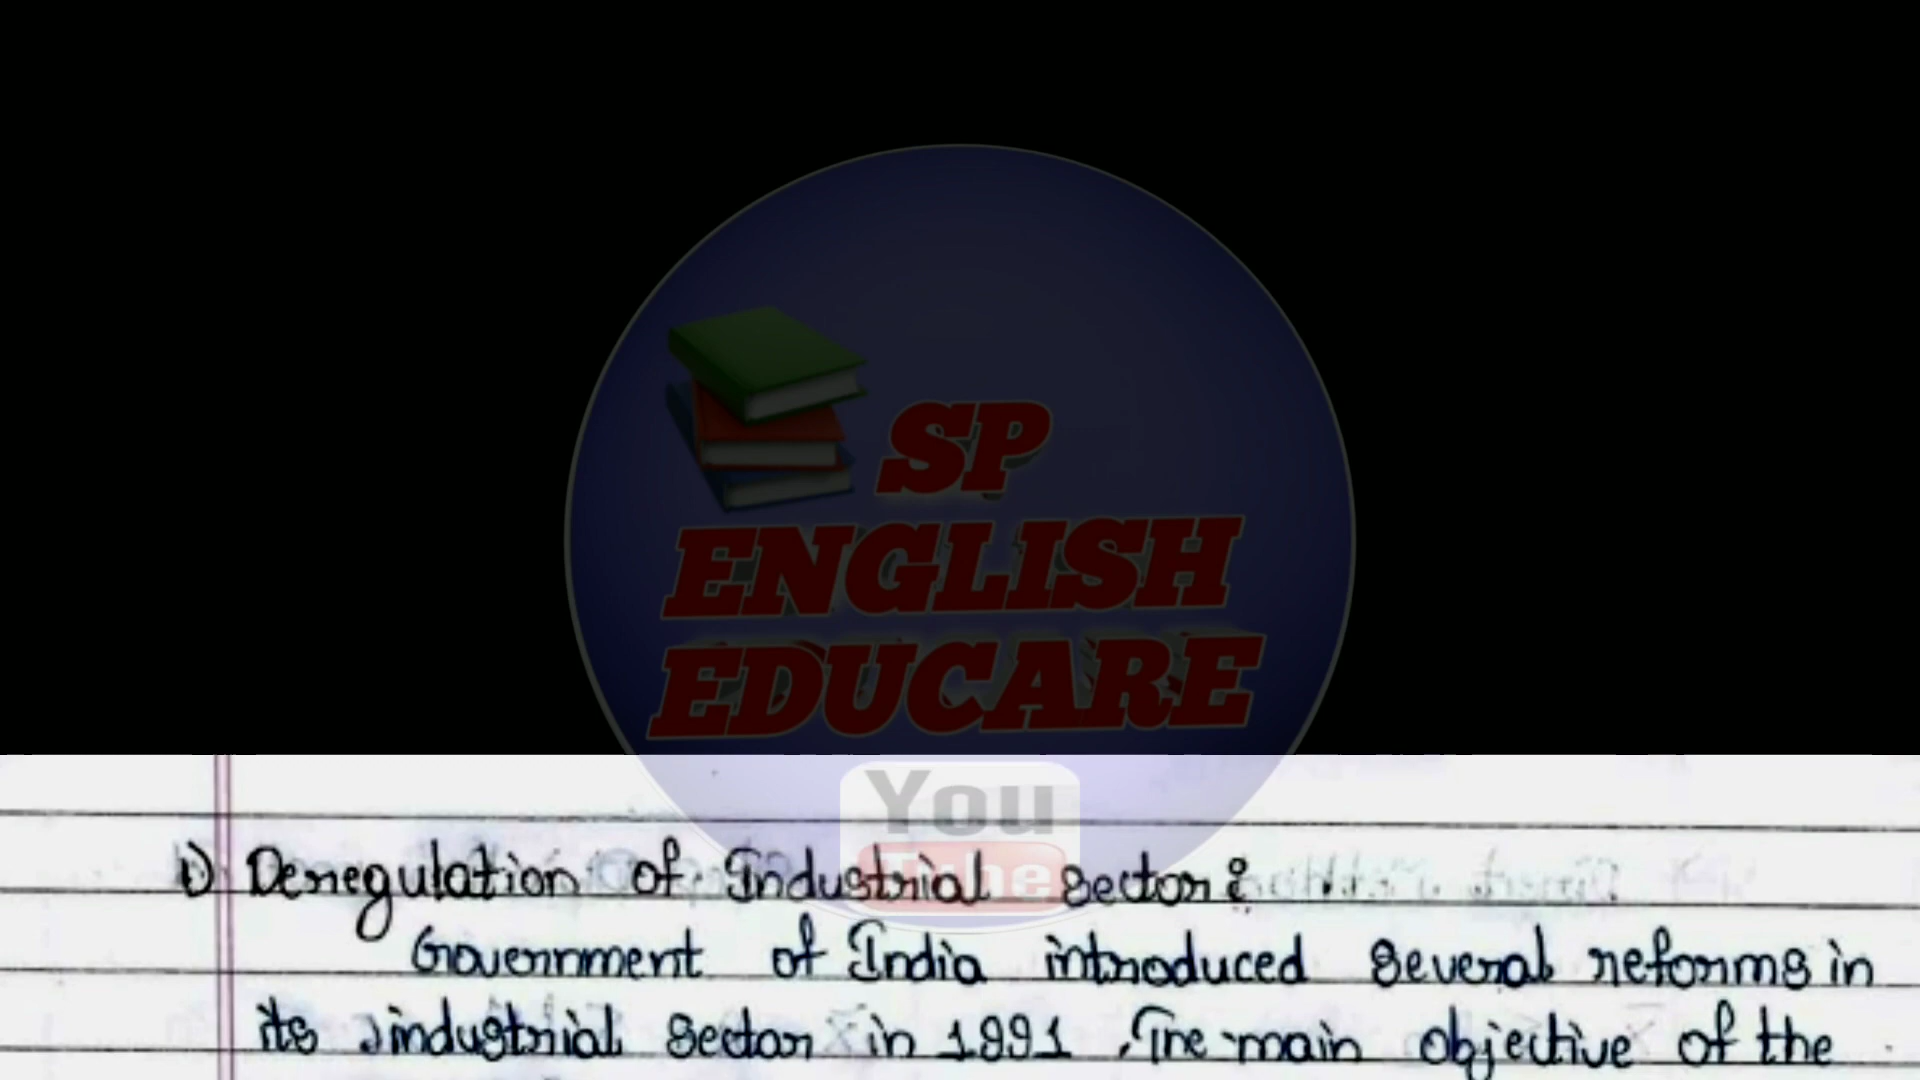 SP
ENGLISH
EDUCARE
You
Tube
1) Deregulation of Industrial sector:
Government of India introduced several reforms in
its industrial sector in 1991. The main objective of the